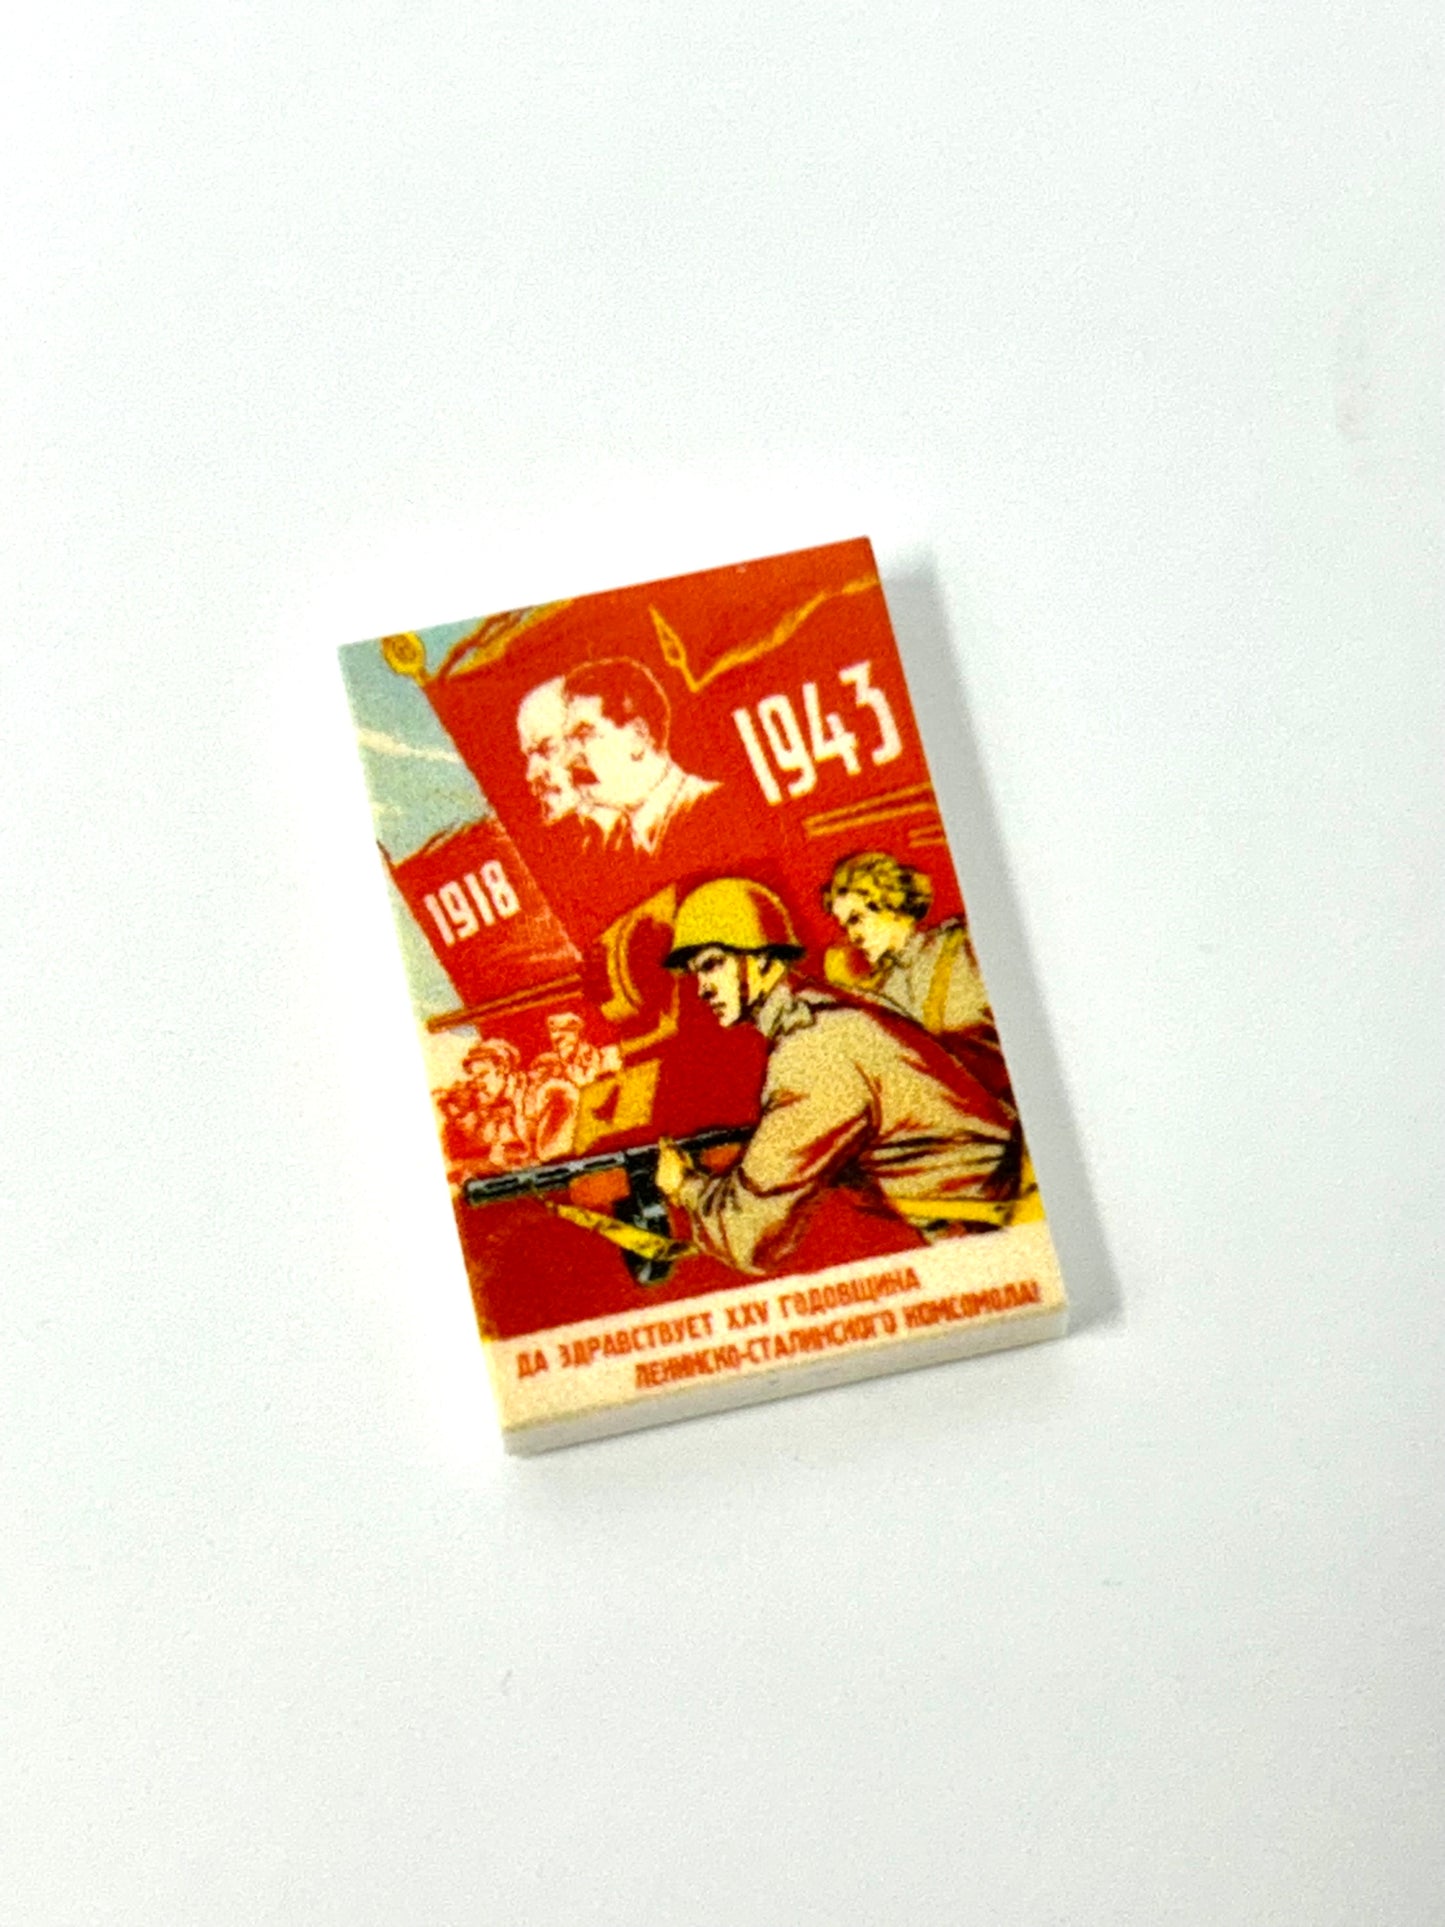 1943
1918
ДА ЗДРАВСТВУЕТ XXV ГОДОВЩИНА
ЛЕНИНСКО-СТАЛИНСКОГО КОМСОМОЛА!